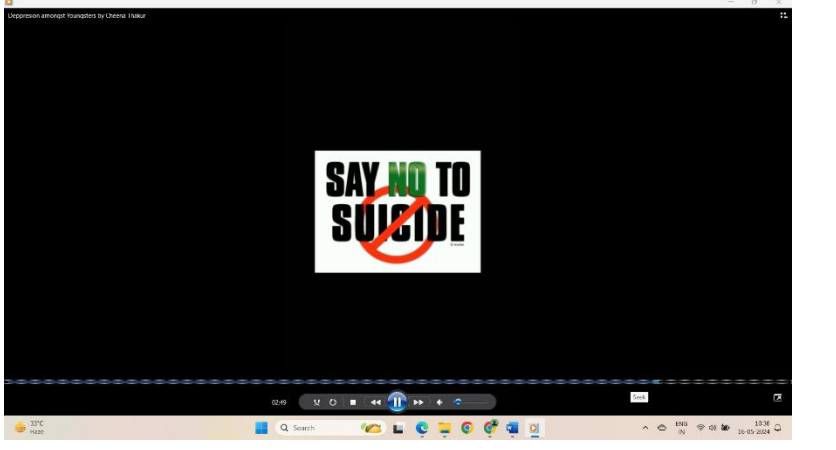 Deppresion amongst Youngsters by Cheena Thakur
SAY NO TO
SUICIDE
02:49
Seek
33°C
Haze
Search
ENG
IN
10:36
16-05-2024